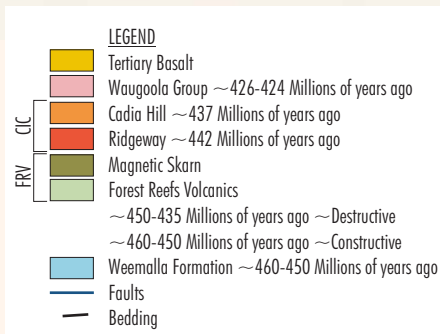 LEGEND
Tertiary Basalt
Waugoola Group ~426-424 Millions of years ago
CIC
Cadia Hill ~437 Millions of years ago
Ridgeway ~442 Millions of years ago
FRV
Magnetic Skarn
Forest Reefs Volcanics
~450-435 Millions of years ago ~Destructive
~460-450 Millions of years ago ~Constructive
Weemalla Formation ~460-450 Millions of years ago
Faults
Bedding